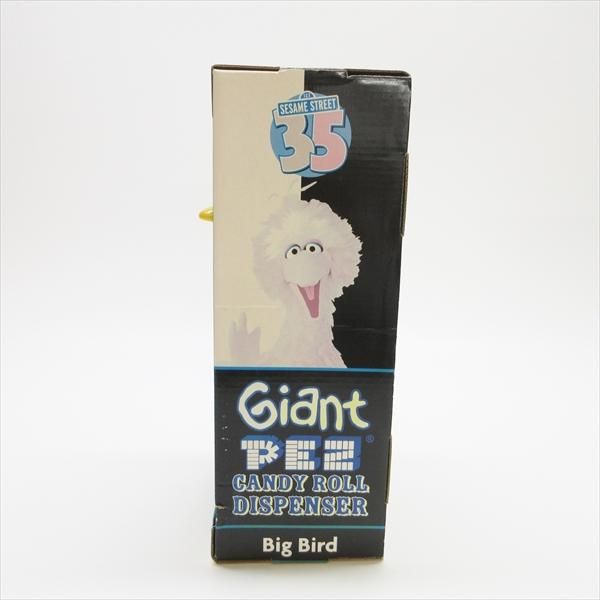 SESAME STREET
35
Giant
PEZ®
CANDY ROLL
DISPENSER
Big Bird